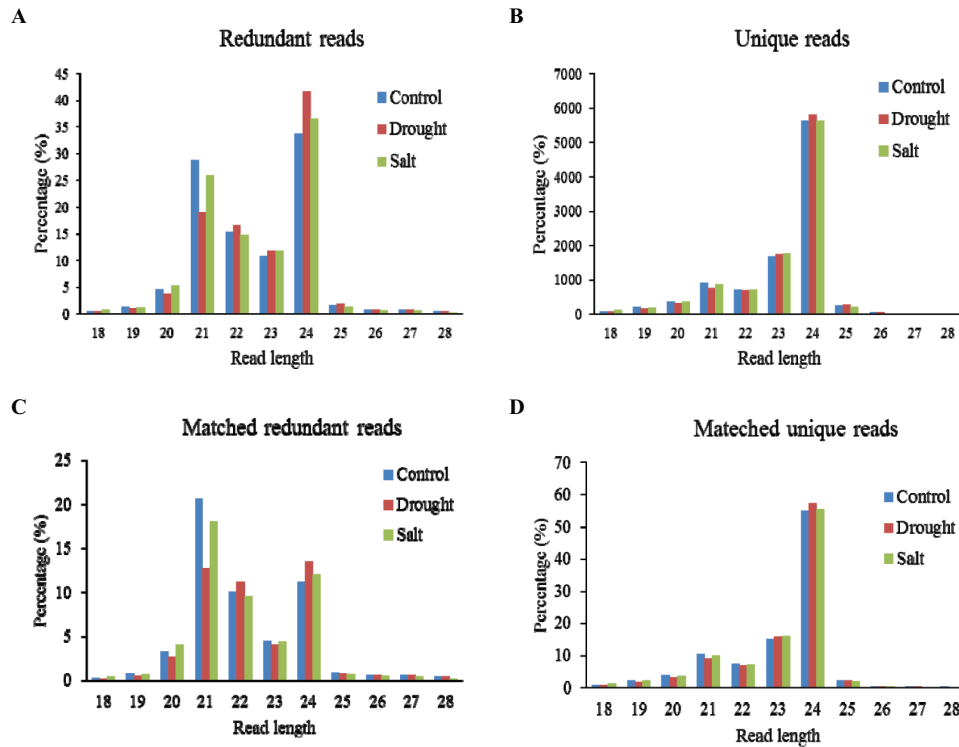 A
Redundant reads
Percentage (%)
45
40
35
30
25
20
15
10
5
0
Control
Drought
Salt
18 19 20 21 22 23 24 25 26 27 28
Read length
B
Unique reads
Percentage (%)
7000
6000
5000
4000
3000
2000
1000
0
Control
Drought
Salt
18 19 20 21 22 23 24 25 26 27 28
Read length
C
Matched redundant reads
Percentage (%)
25
20
15
10
5
0
Control
Drought
Salt
18 19 20 21 22 23 24 25 26 27 28
Read length
D
Mateched unique reads
Percentage (%)
70
60
50
40
30
20
10
0
Control
Drought
Salt
18 19 20 21 22 23 24 25 26 27 28
Read length